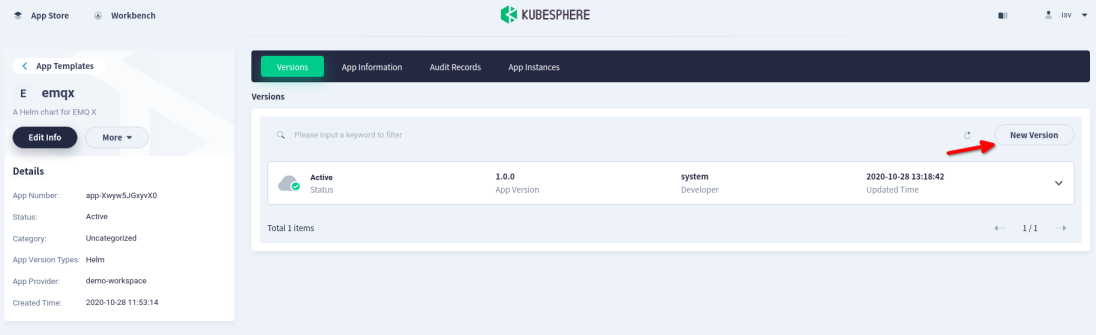 App Store Workbench KUBESPHERE isv
App Templates
E emqx
A Helm chart for EMQ X
Edit Info More
Details
App Number: app-Xwyw5JGxyvX0
Status: Active
Category: Uncategorized
App Version Types: Helm
App Provider: demo-workspace
Created Time: 2020-10-28 11:53:14
Versions App Information Audit Records App Instances
Versions
Please input a keyword to filter New Version
Active 1.0.0 system 2020-10-28 13:18:42
Status App Version Developer Updated Time
Total 1 items 1 / 1